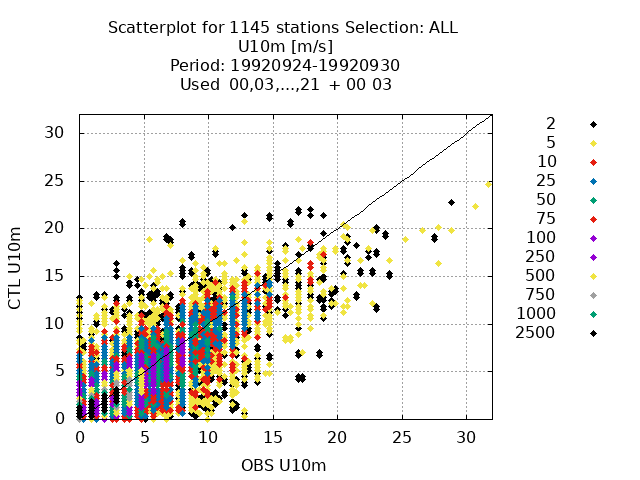 Scatterplot for 1145 stations Selection: ALL
U10m [m/s]
Period: 19920924-19920930
Used 00,03,...,21 + 00 03
30
25
20
15
10
5
0
CTL U10m
0 5 10 15 20 25 30
OBS U10m
2
5
10
25
50
75
100
250
500
750
1000
2500